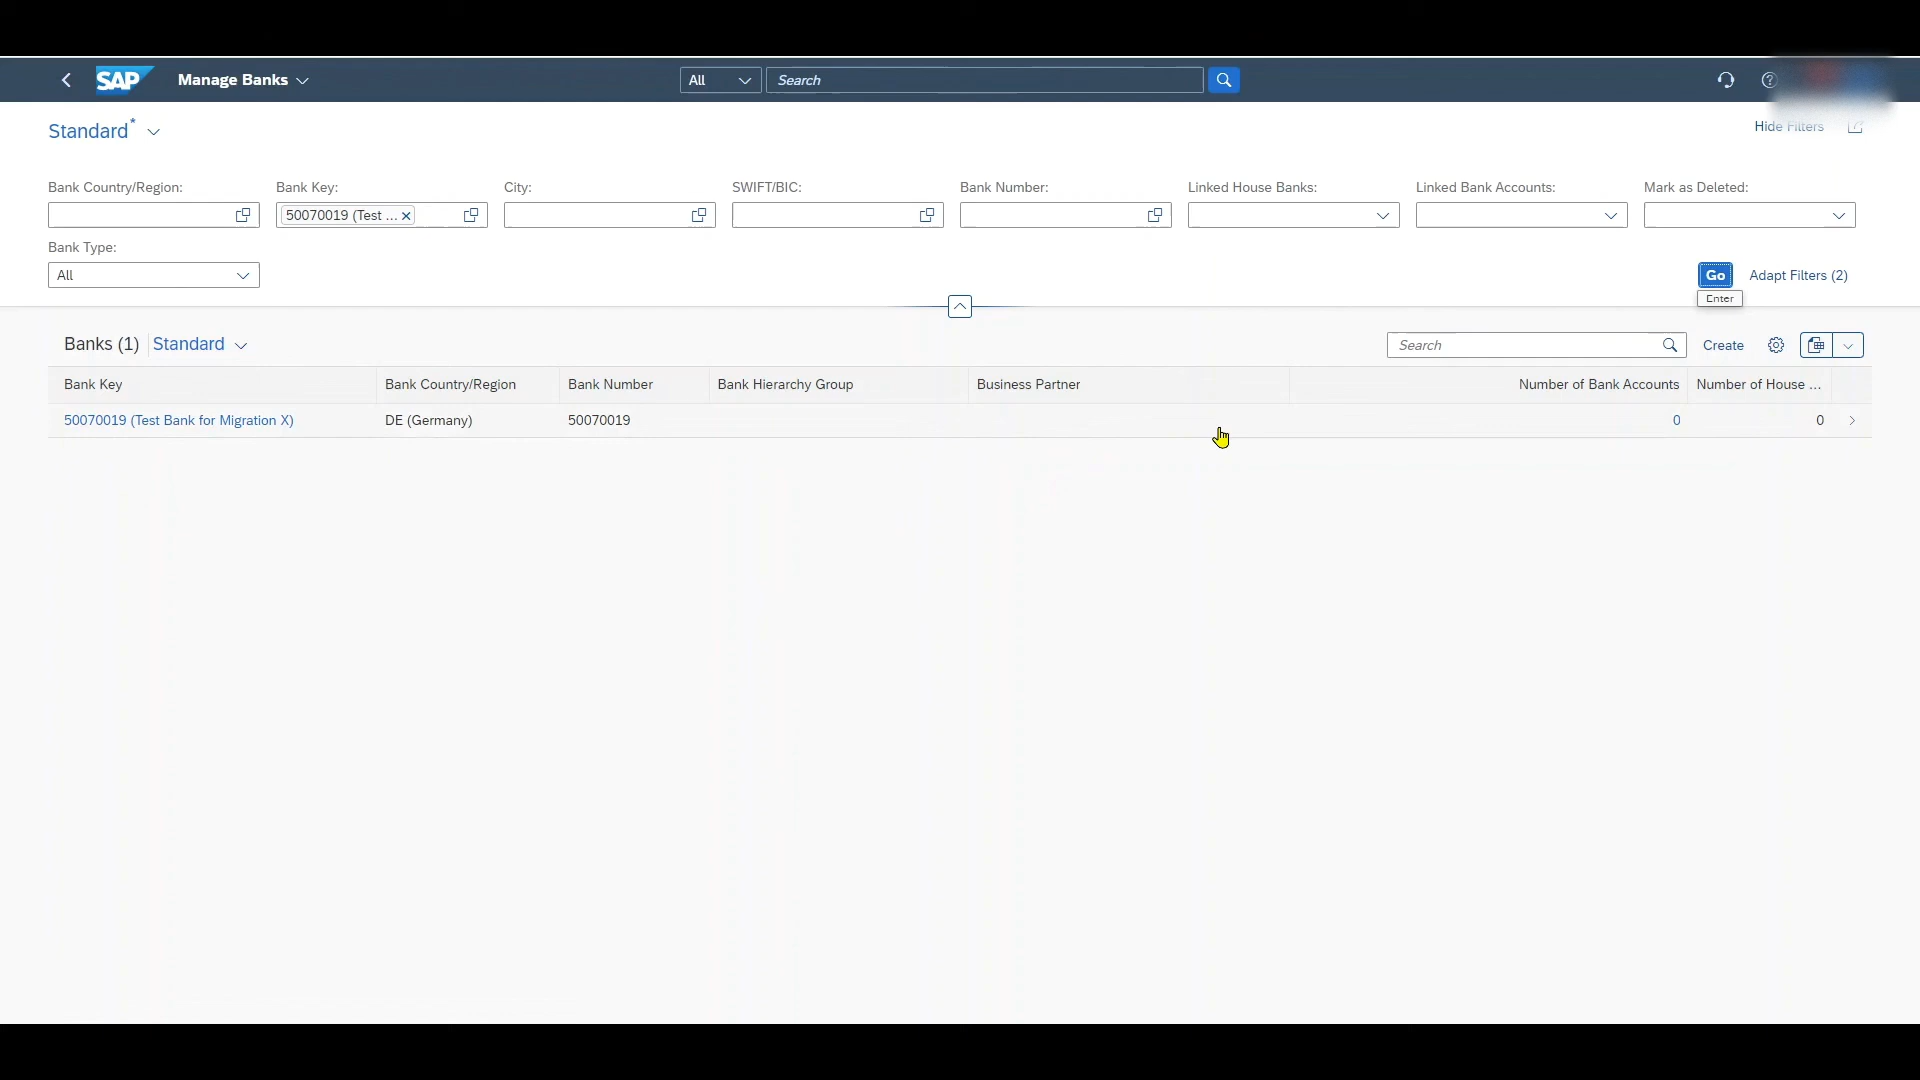 SAP Manage Banks All Search
Standard* Hide Filters
Bank Country/Region: Bank Key: City: SWIFT/BIC: Bank Number: Linked House Banks: Linked Bank Accounts: Mark as Deleted:
50070019 (Test ...
Bank Type:
All Go Adapt Filters (2)
Enter
Banks (1) Standard Search Create
Bank Key Bank Country/Region Bank Number Bank Hierarchy Group Business Partner Number of Bank Accounts Number of House ...
50070019 (Test Bank for Migration X) DE (Germany) 50070019 0 0